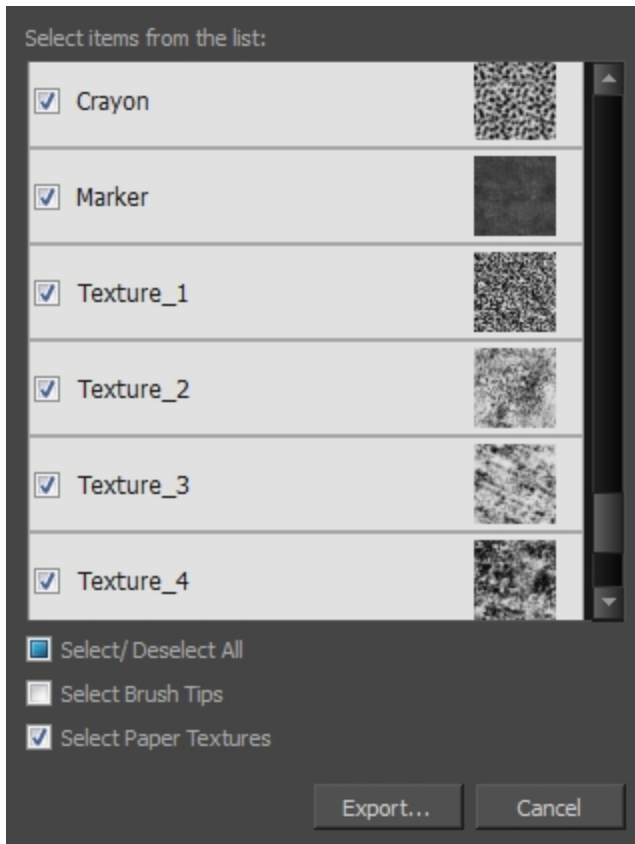 Select items from the list:
Crayon
Marker
Texture_1
Texture_2
Texture_3
Texture_4
Select/ Deselect All
Select Brush Tips
Select Paper Textures
Export... Cancel